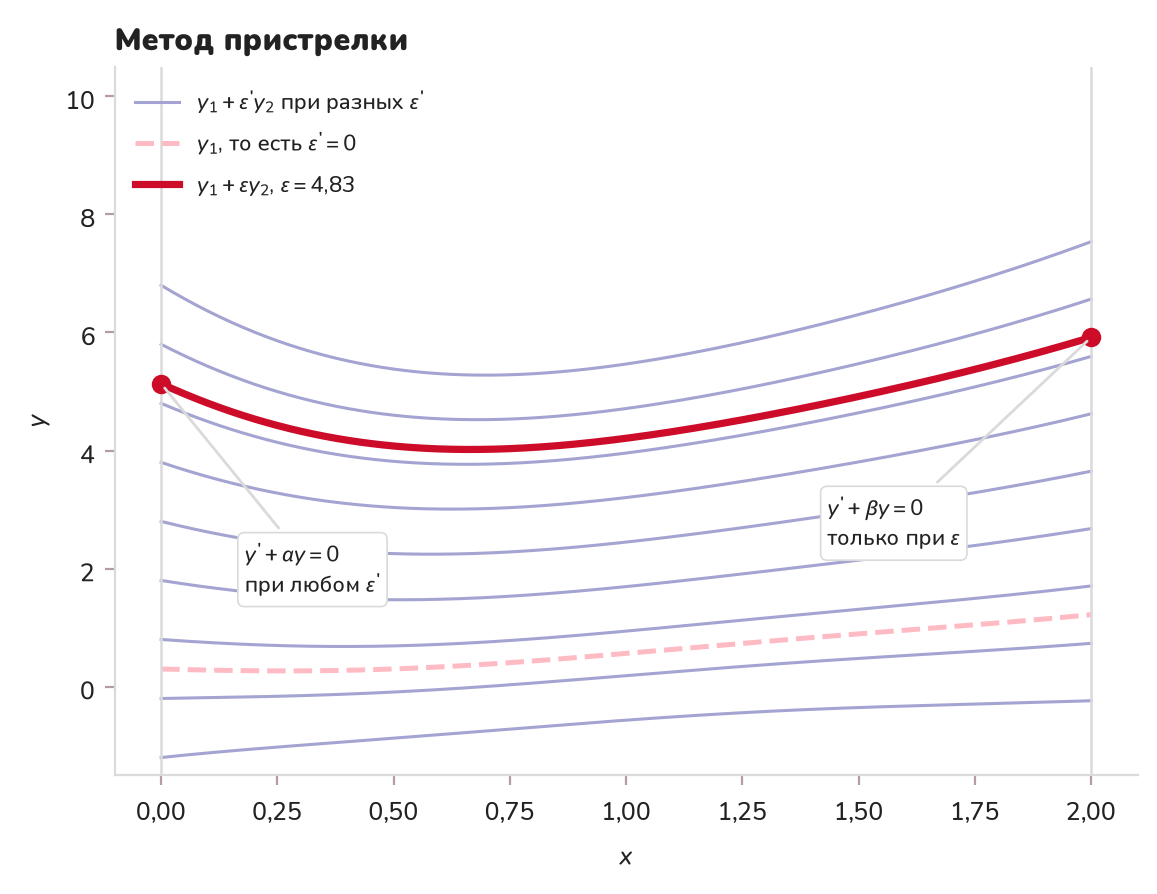 Метод пристрелки
y₁ + ε'y₂ при разных ε'
y₁, то есть ε' = 0
y₁ + εy₂, ε = 4,83
10
8
6
4
2
0
y
y' + αy = 0
при любом ε'
y' + βy = 0
только при ε
0,00 0,25 0,50 0,75 1,00 1,25 1,50 1,75 2,00
x